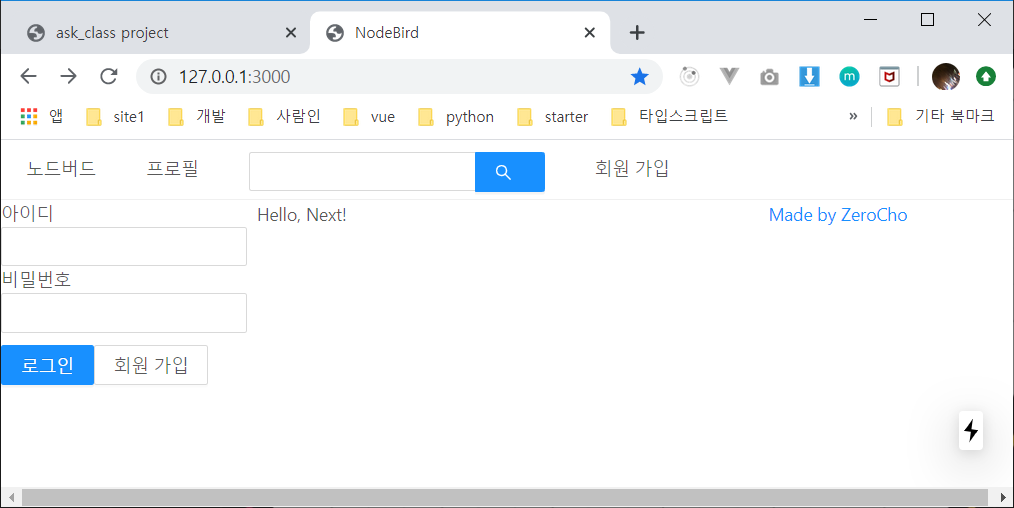 ask_class project
NodeBird
127.0.0.1:3000
앱 site1 개발 사람인 vue python starter 타입스크립트 » 기타 북마크
노드버드 프로필 회원 가입
아이디
Hello, Next!
Made by ZeroCho
비밀번호
로그인 회원 가입